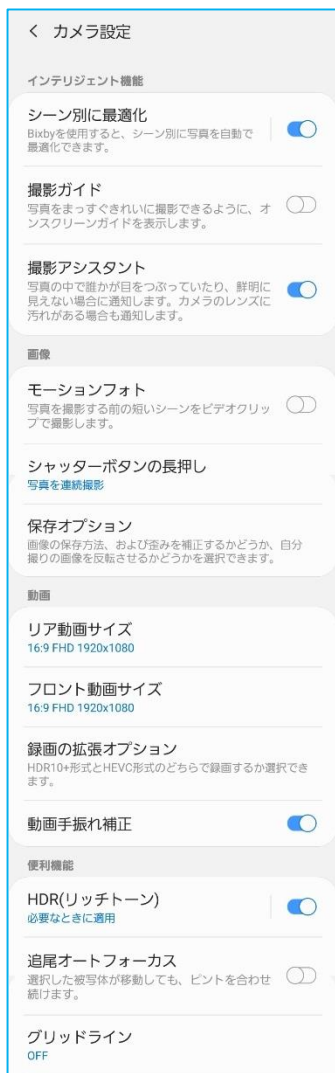 カメラ設定
インテリジェント機能
シーン別に最適化
Bixbyを使用すると、シーン別に写真を自動で
最適化できます。
撮影ガイド
写真をまっすぐきれいに撮影できるように、オ
ンスクリーンガイドを表示します。
撮影アシスタント
写真の中で誰かが目をつぶっていたり、鮮明に
見えない場合に通知します。カメラのレンズに
汚れがある場合も通知します。
画像
モーションフォト
写真を撮影する前の短いシーンをビデオクリッ
プで撮影します。
シャッターボタンの長押し
写真を連続撮影
保存オプション
画像の保存方法、および歪みを補正するかどうか、自分
撮りの画像を反転させるかどうかを選択できます。
動画
リア動画サイズ
16:9 FHD 1920x1080
フロント動画サイズ
16:9 FHD 1920x1080
録画の拡張オプション
HDR10+形式とHEVC形式のどちらで録画するか選択でき
ます。
動画手振れ補正
便利機能
HDR(リッチトーン)
必要なときに適用
追尾オートフォーカス
選択した被写体が移動しても、ピントを合わせ
続けます。
グリッドライン
OFF